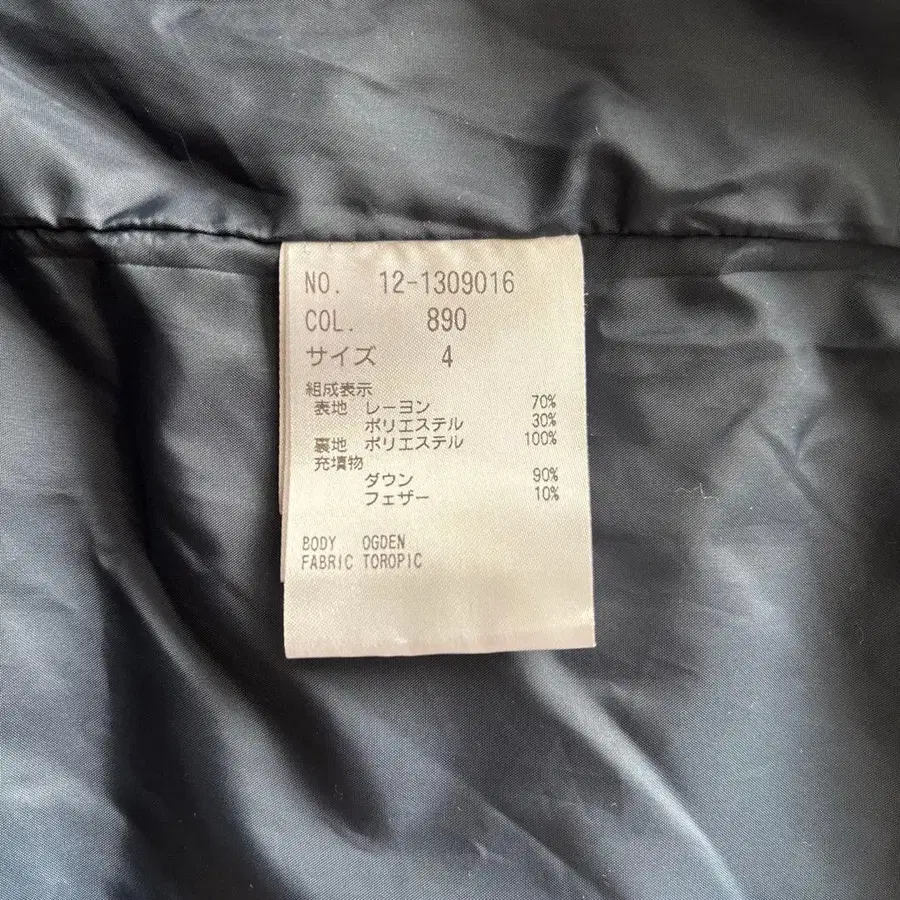 NO. 12-1309016
COL. 890
サイズ 4
組成表示
表地 レーヨン 70%
ポリエステル 30%
裏地 ポリエステル 100%
充填物
ダウン 90%
フェザー 10%
BODY OGDEN
FABRIC TOROPIC